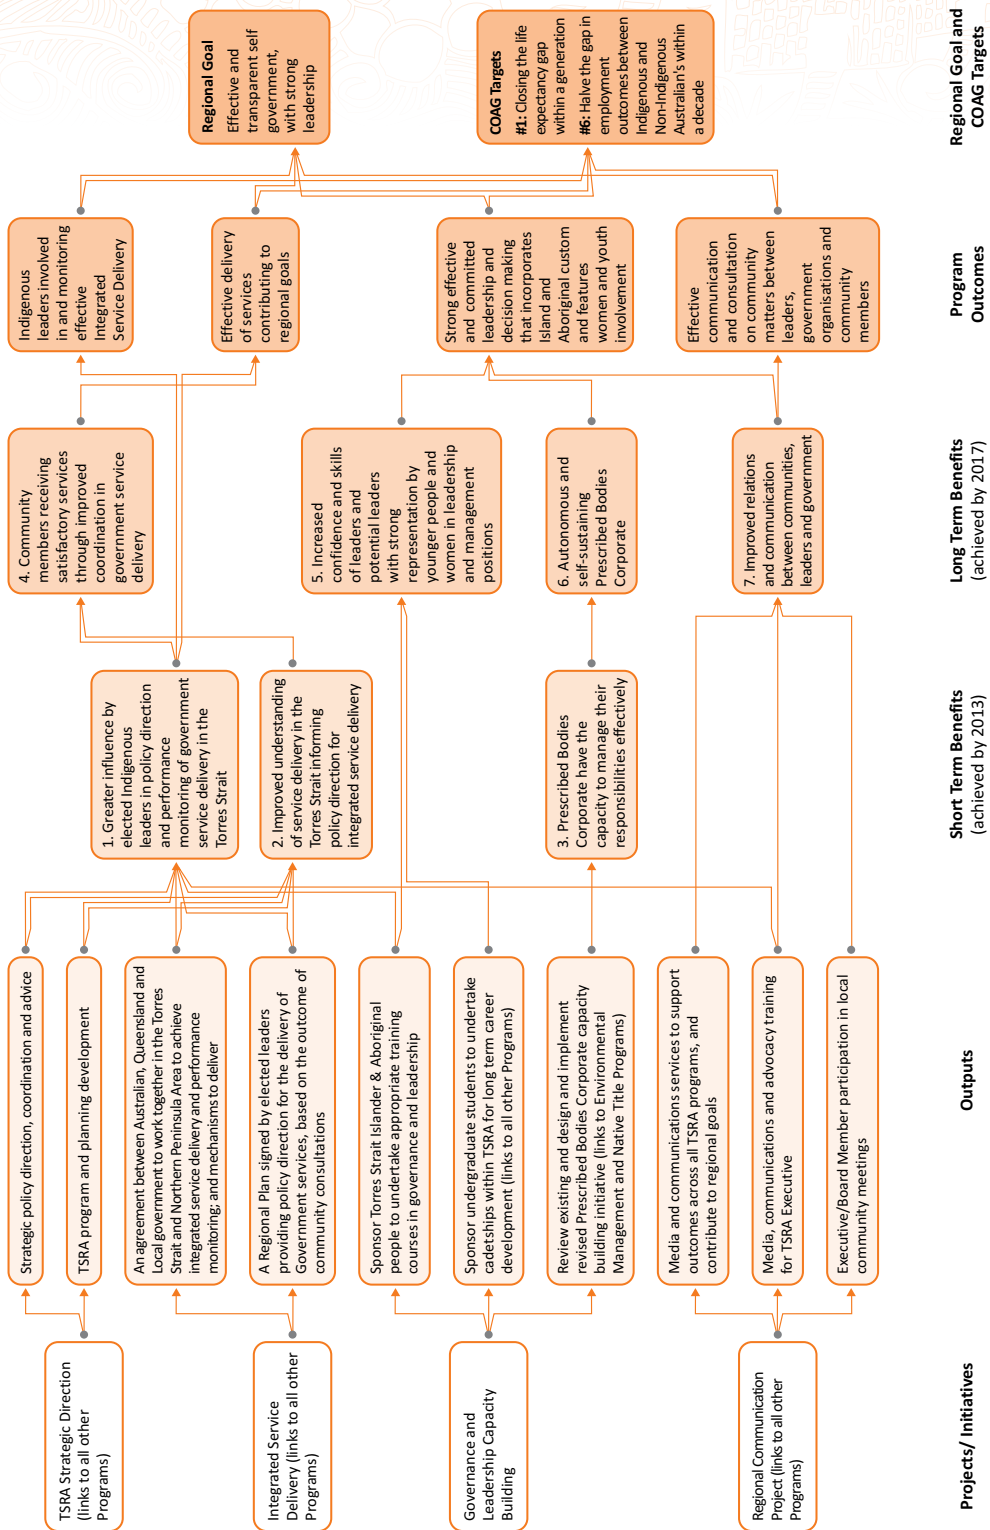 TSRA Strategic Direction
(links to all other
Programs)
Integrated Service
Delivery (links to all other
Programs)
Governance and
Leadership Capacity
Building
Regional Communication
Project (links to all other
Programs)
Projects/ Initiatives
Strategic policy direction, coordination and advice
TSRA program and planning development
An agreement between Australian, Queensland and
Local government to work together in the Torres
Strait and Northern Peninsula Area to achieve
integrated service delivery and performance
monitoring; and mechanisms to deliver
A Regional Plan signed by elected leaders
providing policy direction for the delivery of
Government services, based on the outcome of
community consultations
Sponsor Torres Strait Islander & Aboriginal
people to undertake appropriate training
courses in governance and leadership
Sponsor undergraduate students to undertake
cadetships within TSRA for long term career
development (links to all other Programs)
Review existing and design and implement
revised Prescribed Bodies Corporate capacity
building initiative (links to Environmental
Management and Native Title Programs)
Media and communications services to support
outcomes across all TSRA programs, and
contribute to regional goals
Media, communications and advocacy training
for TSRA Executive
Executive/Board Member participation in local
community meetings
Outputs
1. Greater influence by
elected Indigenous
leaders in policy direction
and performance
monitoring of government
service delivery in the
Torres Strait
2. Improved understanding
of service delivery in the
Torres Strait informing
policy direction for
integrated service delivery
3. Prescribed Bodies
Corporate have the
capacity to manage their
responsibilities effectively
Short Term Benefits
(achieved by 2013)
4. Community
members receiving
satisfactory services
through improved
coordination in
government service
delivery
5. Increased
confidence and skills
of leaders and
potential leaders
with strong
representation by
younger people and
women in leadership
and management
positions
6. Autonomous and
self-sustaining
Prescribed Bodies
Corporate
7. Improved relations
and communication
between communities,
leaders and government
Long Term Benefits
(achieved by 2017)
Indigenous
leaders involved
in and monitoring
effective
Integrated
Service Delivery
Effective delivery
of services
contributing to
regional goals
Strong effective
and committed
leadership and
decision making
that incorporates
Island and
Aboriginal custom
and features
women and youth
involvement
Effective
communication
and consultation
on community
matters between
leaders,
government
organisations and
community
members
Program
Outcomes
Regional Goal
Effective and
transparent self
government,
with strong
leadership
COAG Targets
#1: Closing the life
expectancy gap
within a generation
#6: Halve the gap in
employment
outcomes between
Indigenous and
Non-Indigenous
Australian's within
a decade
Regional Goal and
COAG Targets